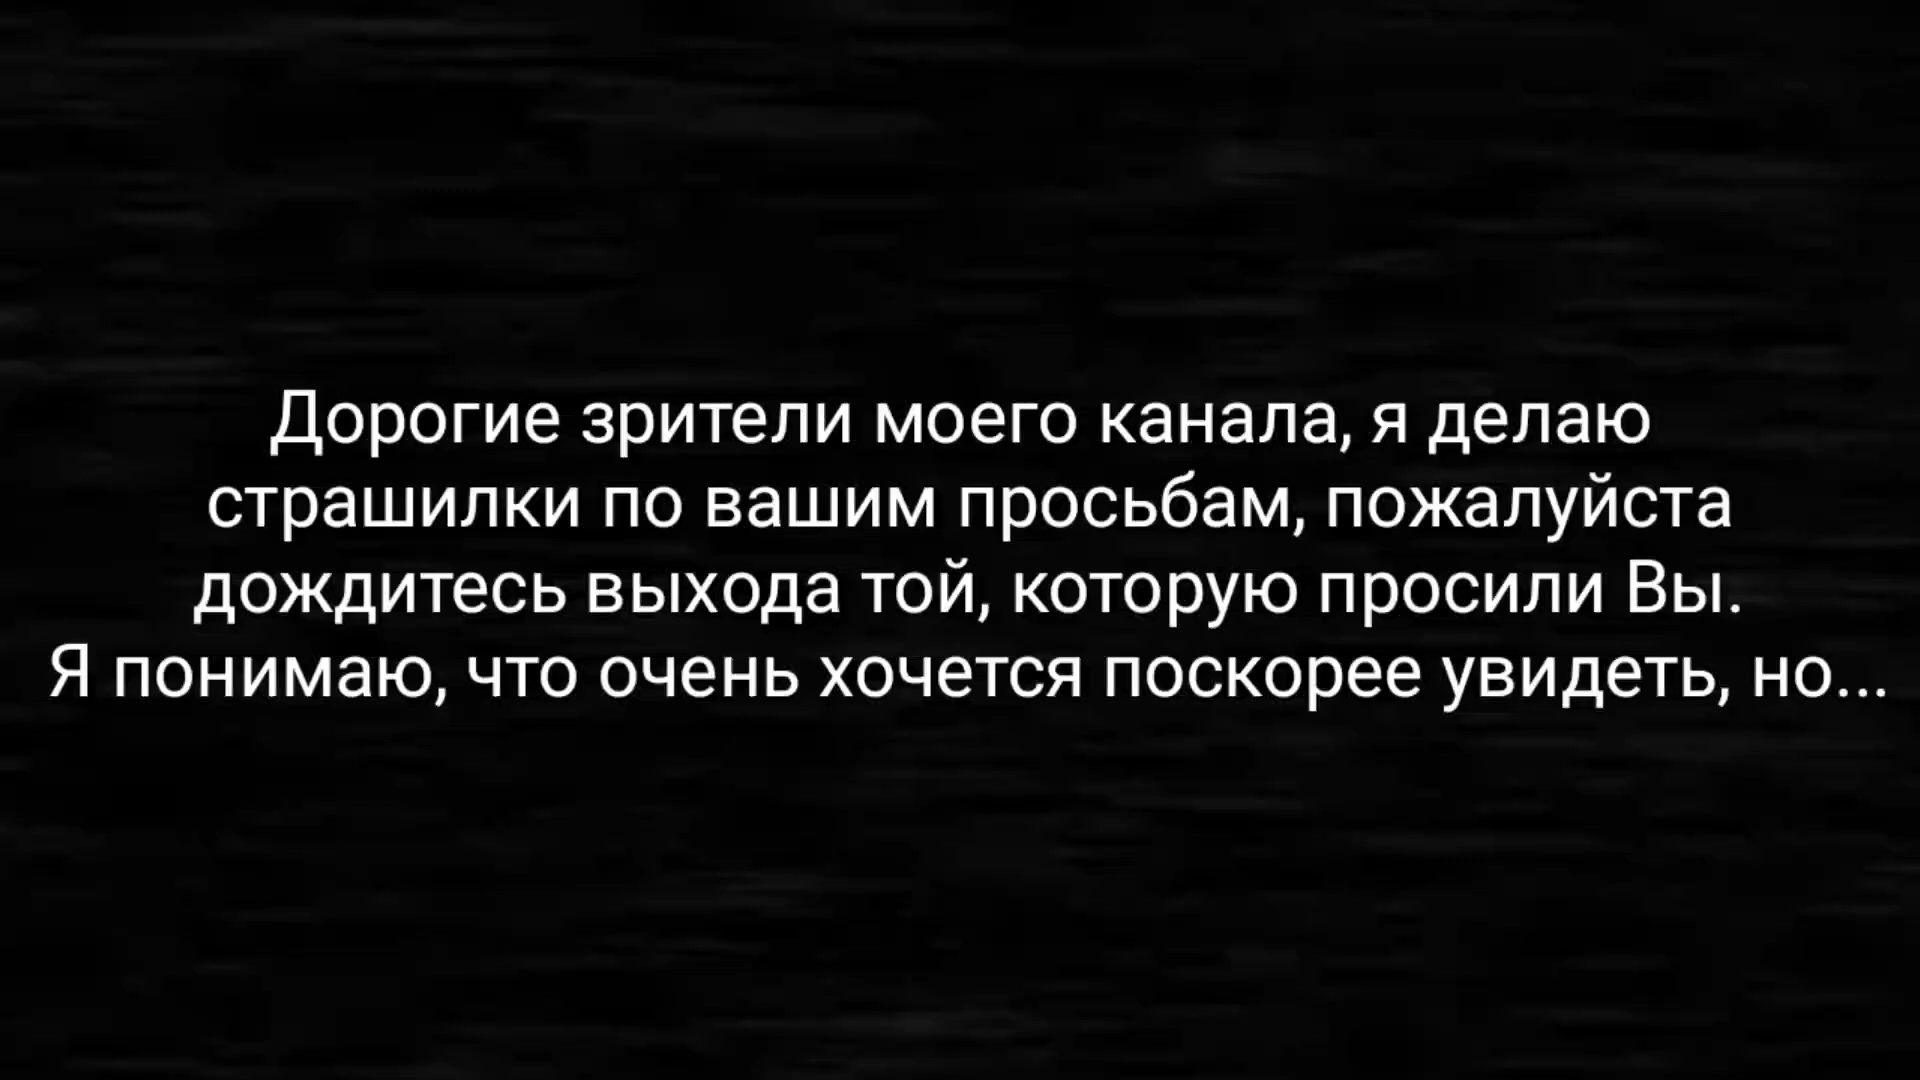 Дорогие зрители моего канала, я делаю
страшилки по вашим просьбам, пожалуйста
дождитесь выхода той, которую просили Вы.
Я понимаю, что очень хочется поскорее увидеть, но...